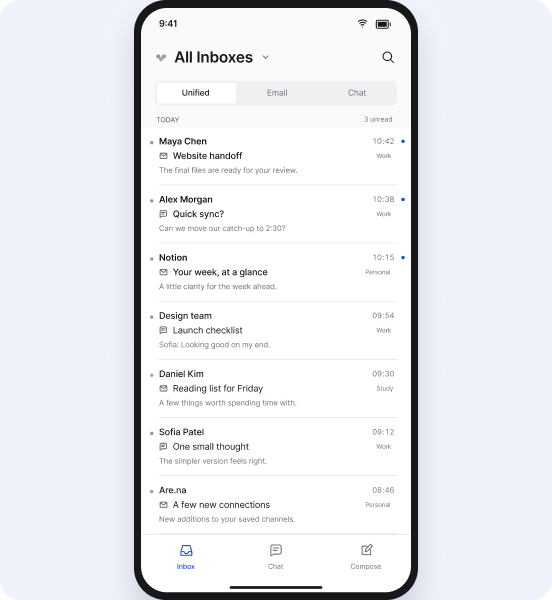 9:41
All Inboxes
Unified Email Chat
TODAY 3 unread
Maya Chen 10:42
Website handoff Work
The final files are ready for your review.
Alex Morgan 10:38
Quick sync? Work
Can we move our catch-up to 2:30?
Notion 10:15
Your week, at a glance Personal
A little clarity for the week ahead.
Design team 09:54
Launch checklist Work
Sofia: Looking good on my end.
Daniel Kim 09:30
Reading list for Friday Study
A few things worth spending time with.
Sofia Patel 09:12
One small thought Work
The simpler version feels right.
Are.na 08:46
A few new connections Personal
New additions to your saved channels.
Inbox Chat Compose